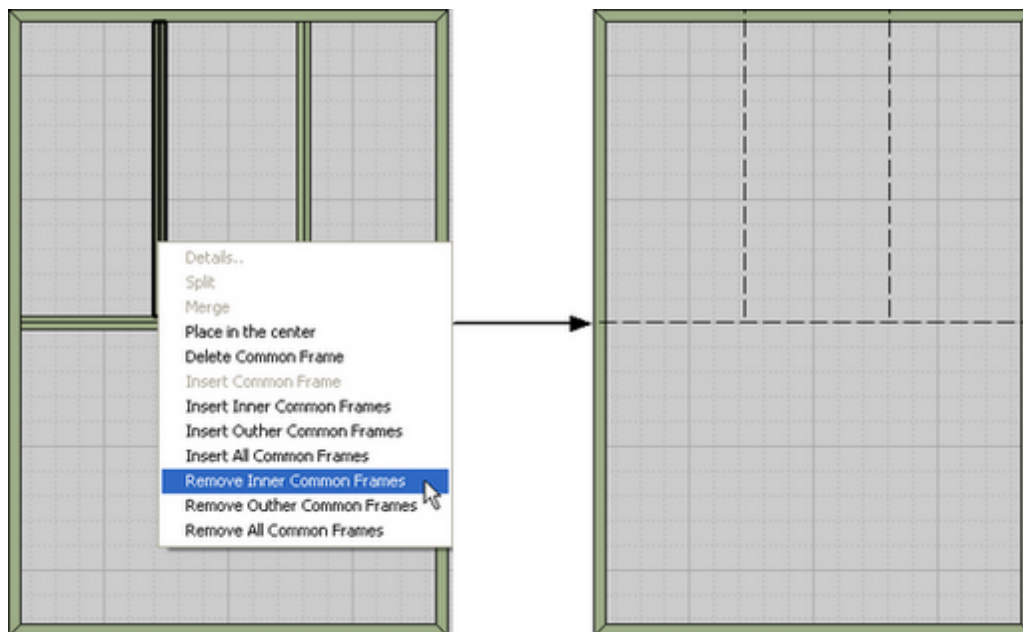 Details..
Split
Merge
Place in the center
Delete Common Frame
Insert Common Frame
Insert Inner Common Frames
Insert Outher Common Frames
Insert All Common Frames
Remove Inner Common Frames
Remove Outher Common Frames
Remove All Common Frames